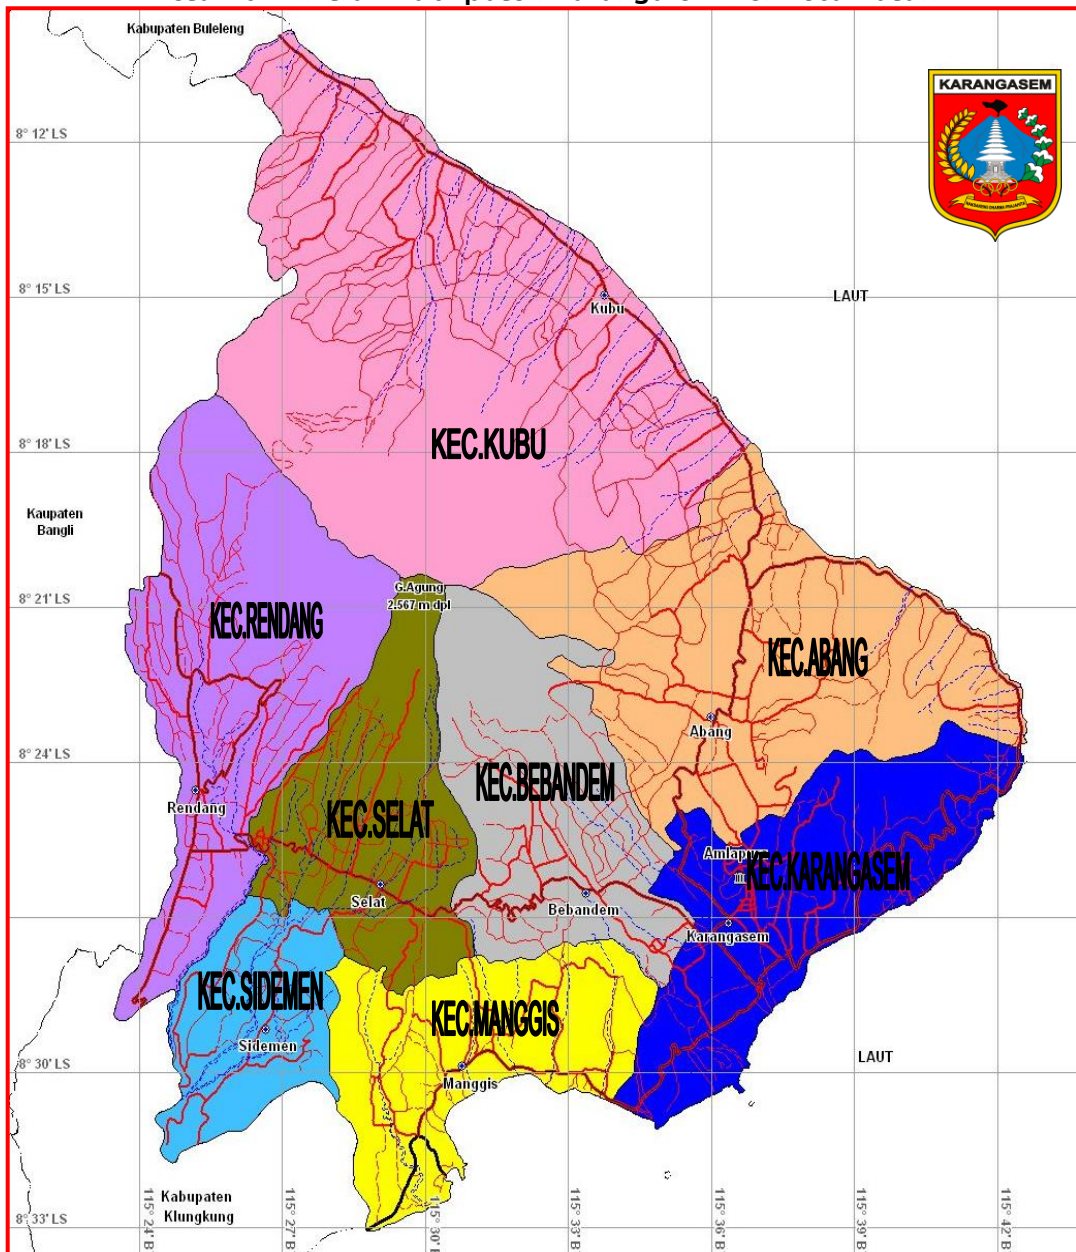 Kabupaten Buleleng
KARANGASEM
8° 12' LS
8° 15' LS
LAUT
Kubu
KEC.KUBU
8° 18' LS
Kaupaten
Bangli
G.Agung
2.567 m dpl
8° 21' LS
KEC.RENDANG
KEC.ABANG
Abang
8° 24' LS
KEC.BEBANDEM
Rendang
KEC.SELAT
KEC.KARANGASEM
Selat
Bebandem
Karangasem
KEC.SIDEMEN
KEC.MANGGIS
Sidemen
8° 30' LS
LAUT
Manggis
Kabupaten
Klungkung
8° 33' LS
115° 24' B
115° 27' B
115° 30' B
115° 33' B
115° 36' B
115° 39' B
115° 42' B